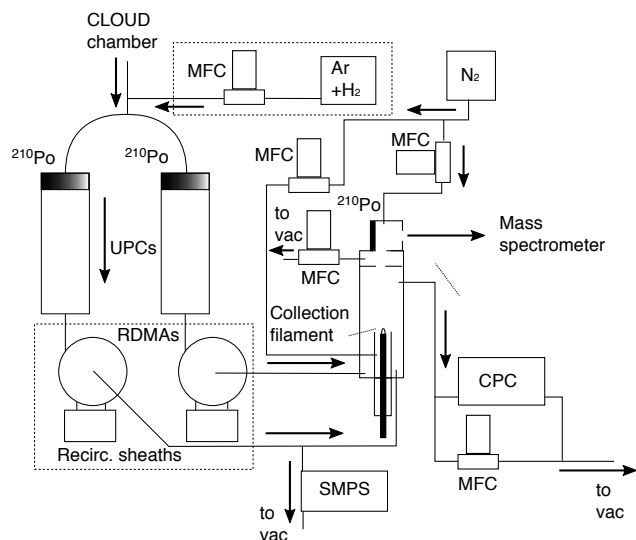 CLOUD
chamber
MFC
Ar
+H₂
N₂
²¹⁰Po
²¹⁰Po
MFC
MFC
²¹⁰Po
to
vac
Mass
spectrometer
UPCs
MFC
Collection
filament
RDMAs
CPC
Recirc. sheaths
SMPS
MFC
to
vac
to
vac